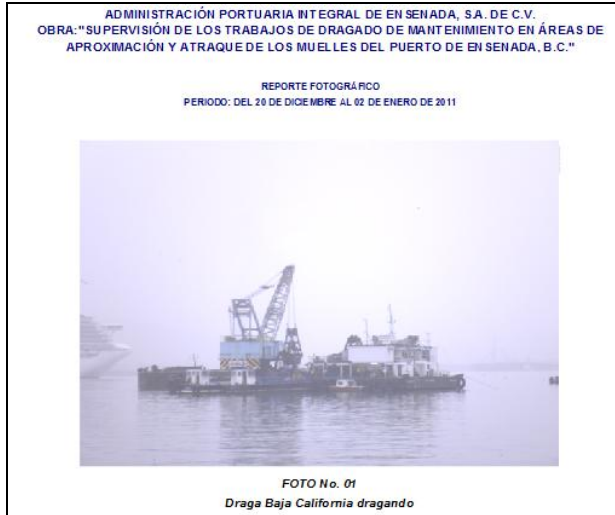 ADMINISTRACIÓN PORTUARIA INTEGRAL DE ENSENADA, S.A. DE C.V.
OBRA:"SUPERVISIÓN DE LOS TRABAJOS DE DRAGADO DE MANTENIMIENTO EN ÁREAS DE
APROXIMACIÓN Y ATRAQUE DE LOS MUELLES DEL PUERTO DE ENSENADA, B.C."
REPORTE FOTOGRÁFICO
PERIODO: DEL 20 DE DICIEMBRE AL 02 DE ENERO DE 2011
FOTO No. 01
Draga Baja California dragando